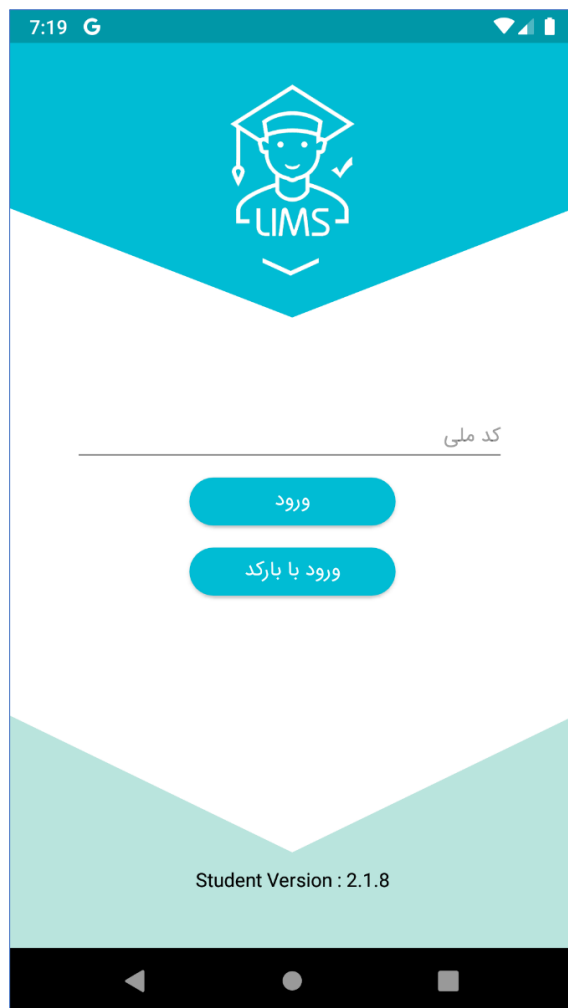 7:19 G
LIMS
کد ملی
ورود
ورود با بارکد
Student Version : 2.1.8